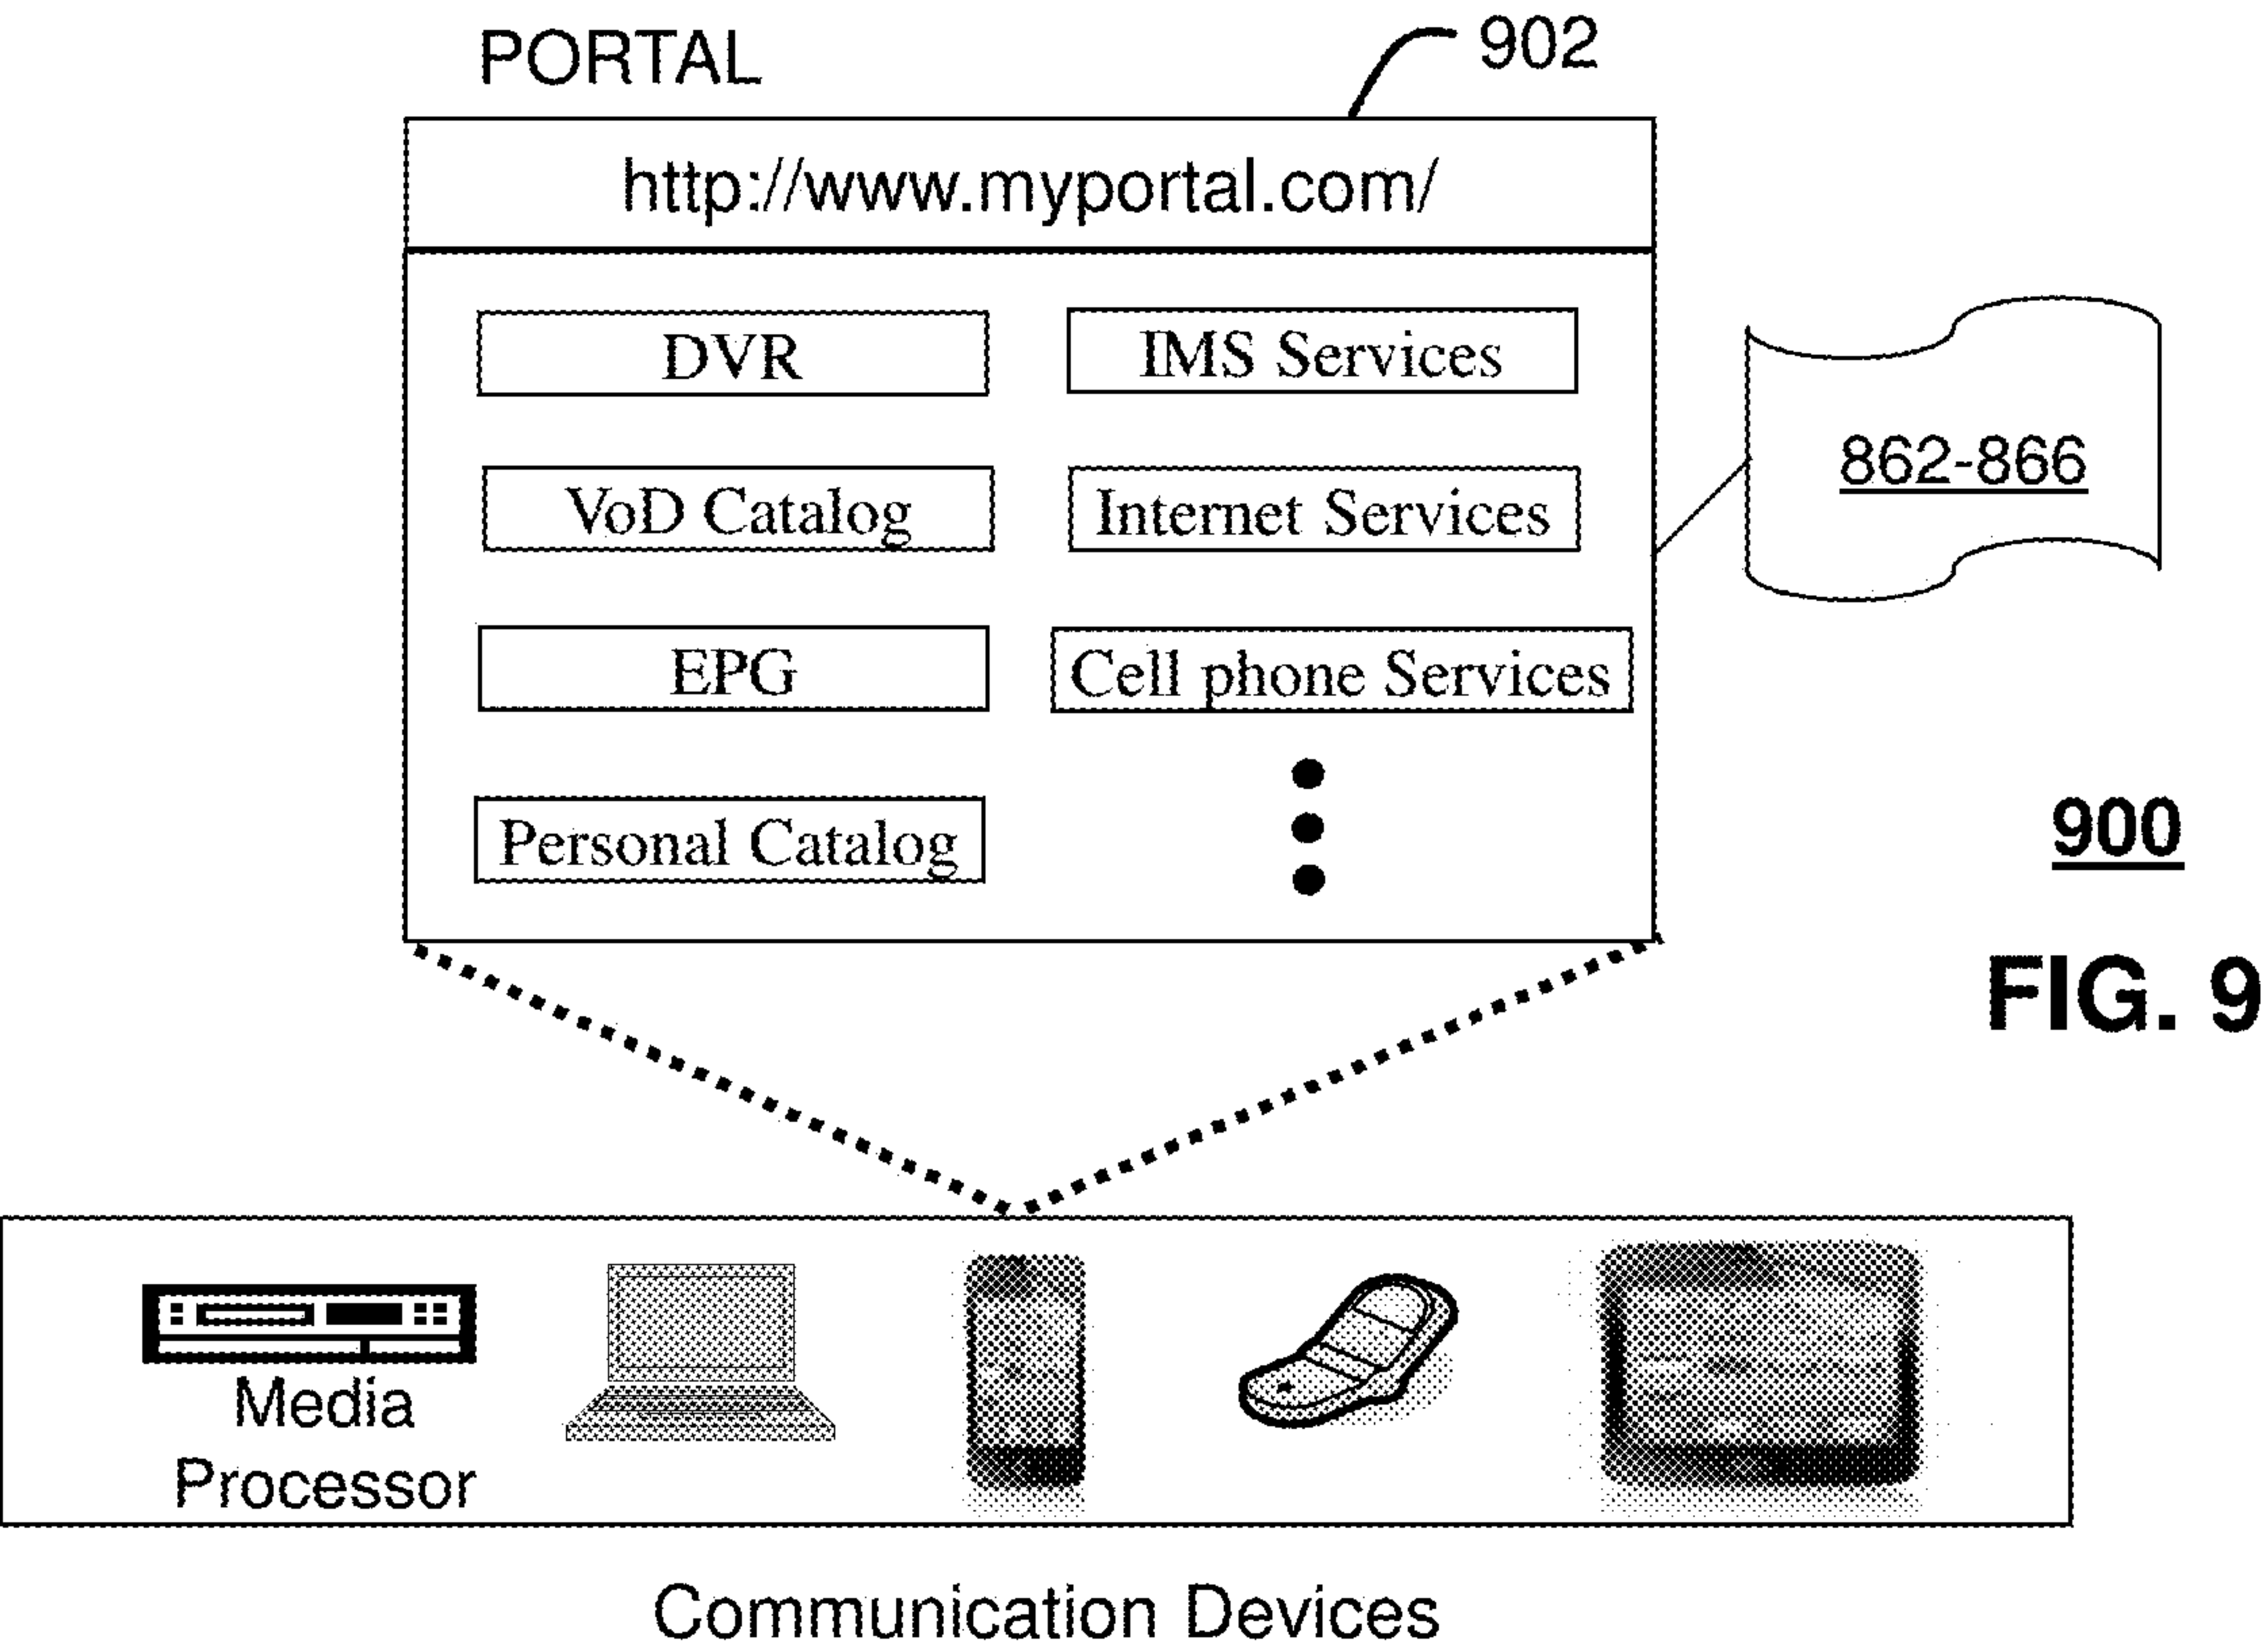 PORTAL
902
http://www.myportal.com/
DVR
IMS Services
VoD Catalog
Internet Services
862-866
EPG
Cell phone Services
Personal Catalog
900
FIG. 9
Media
Processor
Communication Devices